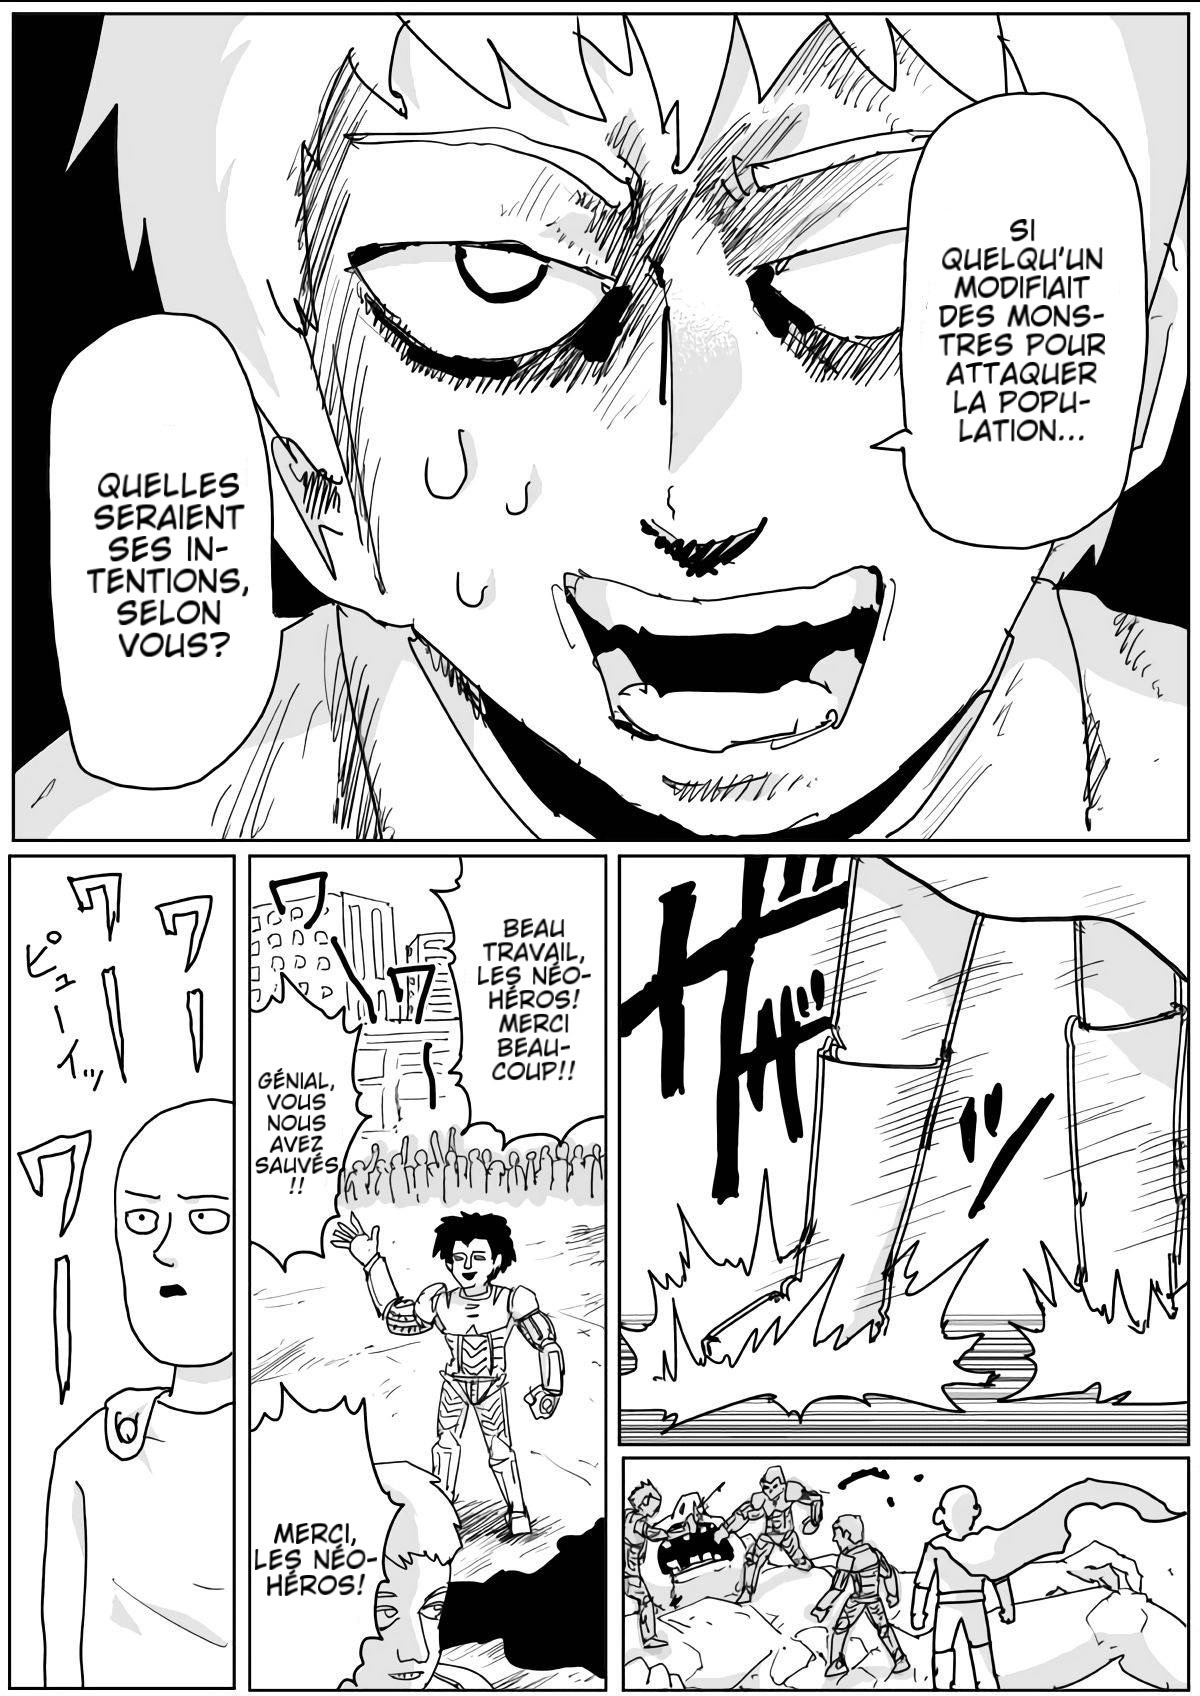 SI
QUELQU'UN
MODIFIAIT
DES MONS-
TRES POUR
ATTAQUER
LA POPU-
LATION...
QUELLES
SERAIENT
SES IN-
TENTIONS,
SELON
VOUS?
ザッ
BEAU
TRAVAIL,
LES NÉO-
HÉROS!
MERCI
BEAU-
COUP!!
GÉNIAL,
VOUS
NOUS
AVEZ
SAUVÉS
!!
MERCI,
LES NÉO-
HÉROS!
ワーワー
ワー
ワー
ピューイッ
ワー